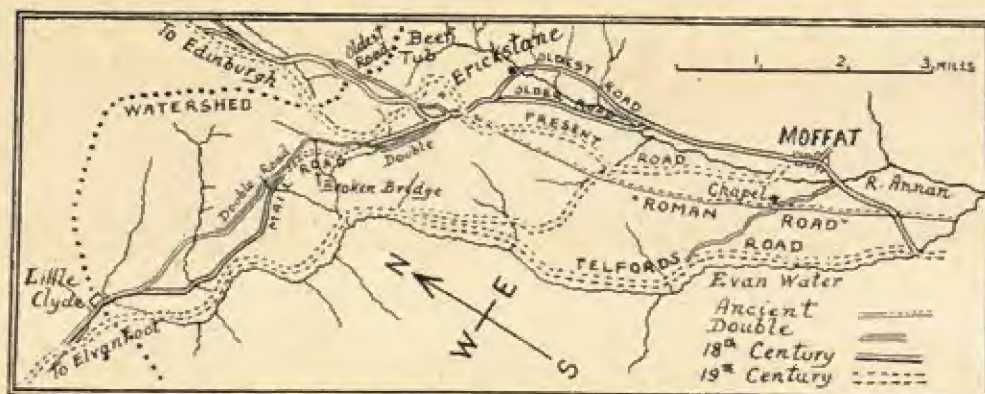 To Edinburgh
Oldest
Road
Beef
Tub
Erickstane
OLDEST
ROAD
OLDER ROAD
1 2 3 MILES
WATERSHED
PRESENT
ROAD
MOFFAT
Double
Double Road
MAIL ROAD
Broken Bridge
Chapel
R. Annan
ROMAN ROAD
Little
Clyde
TELFORDS ROAD
Evan Water
To Elvanfoot
N
E
W
S
Ancient
Double
18th Century
19th Century